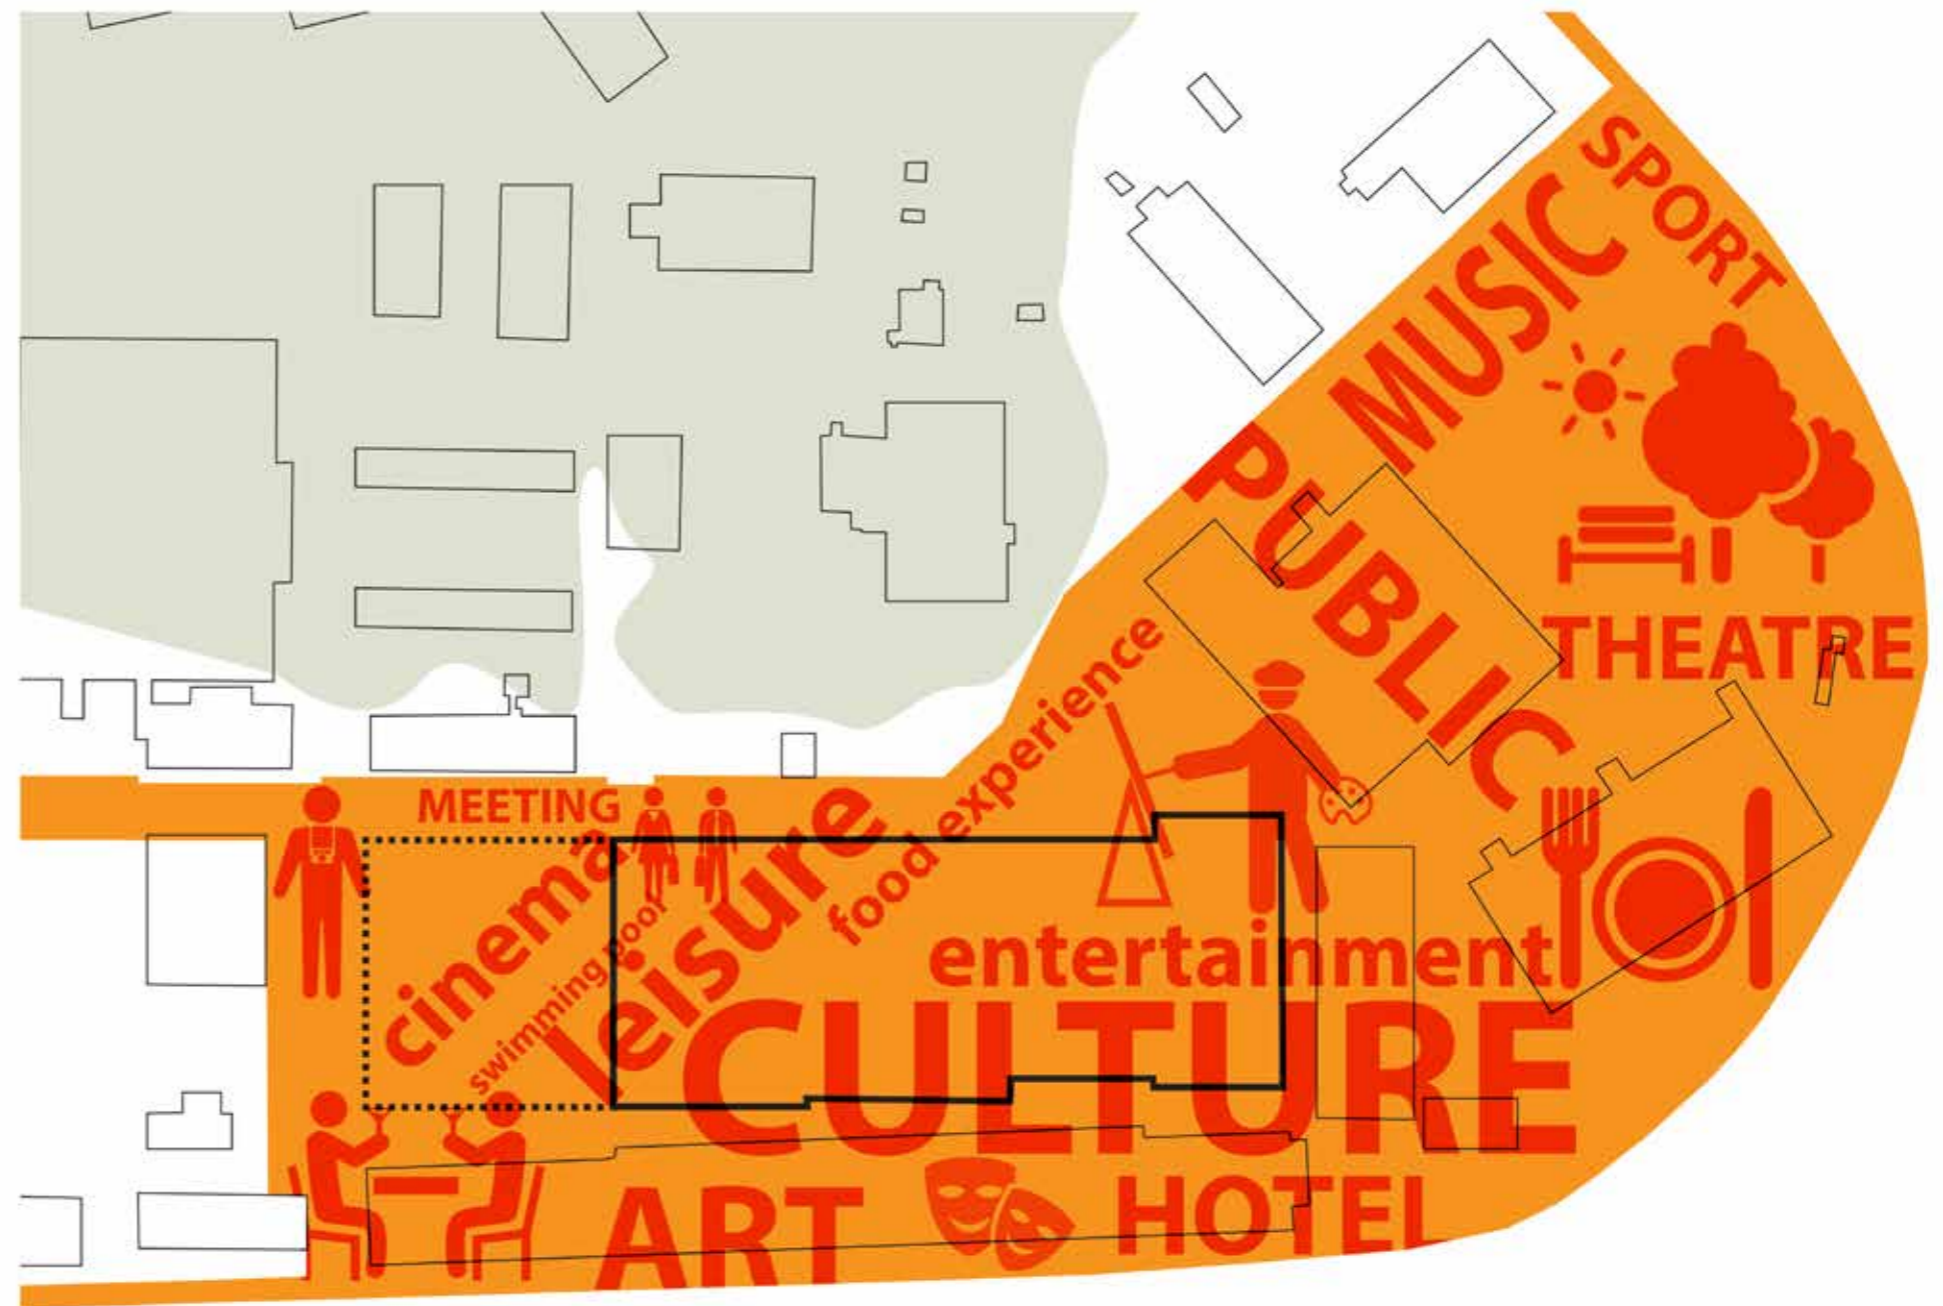 SPORT
MUSIC
PUBLIC
THEATRE
food experience
MEETING
cinema
leisure
swimming pool
entertainment
CULTURE
ART
HOTEL